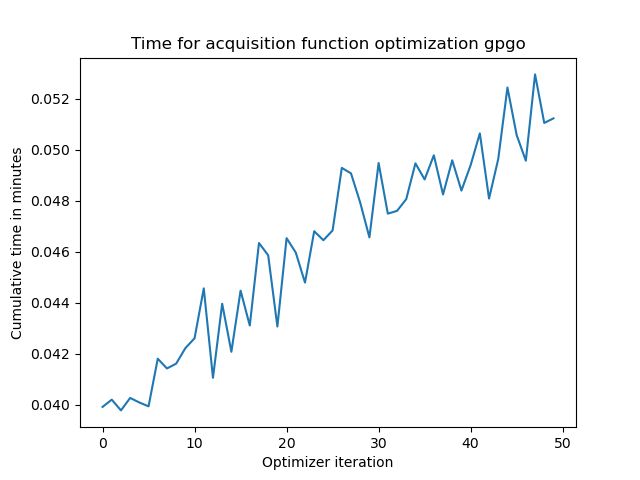 Time for acquisition function optimization gpgo
Cumulative time in minutes
0.052
0.050
0.048
0.046
0.044
0.042
0.040
0 10 20 30 40 50
Optimizer iteration